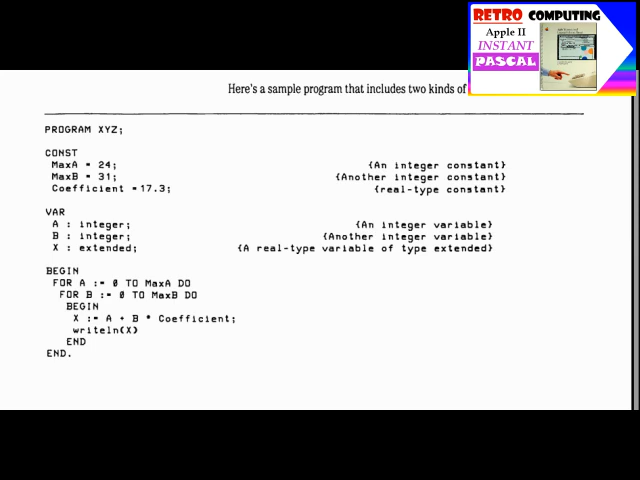 RETRO COMPUTING
Apple II
INSTANT
PASCAL
Here's a sample program that includes two kinds of
PROGRAM XYZ;
CONST
MaxA = 24; {An integer constant}
MaxB = 31; {Another integer constant}
Coefficient =17.3; {real-type constant}
VAR
A : integer; {An integer variable}
B : integer; {Another integer variable}
X : extended; {A real-type variable of type extended}
BEGIN
FOR A := 0 TO MaxA DO
FOR B := 0 TO MaxB DO
BEGIN
X := A + B * Coefficient;
writeln(X)
END
END.